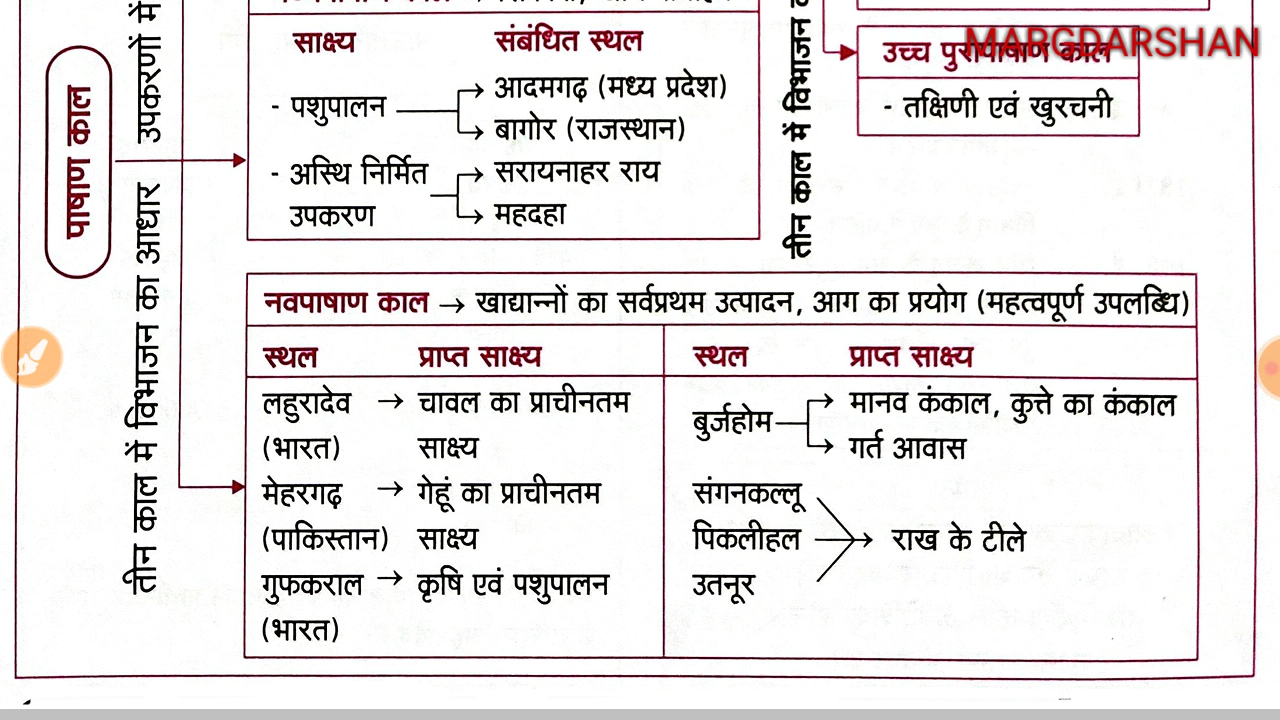 MARGDARSHAN
पाषाण काल
तीन काल में विभाजन का आधार उपकरणों में
साक्ष्य संबंधित स्थल
- पशुपालन → आदमगढ़ (मध्य प्रदेश)
→ बागोर (राजस्थान)
- अस्थि निर्मित → सरायनाहर राय
उपकरण → महदहा
तीन काल में विभाजन
उच्च पुरापाषाण काल
- तक्षिणी एवं खुरचनी
नवपाषाण काल → खाद्यान्नों का सर्वप्रथम उत्पादन, आग का प्रयोग (महत्वपूर्ण उपलब्धि)
स्थल प्राप्त साक्ष्य
लहुरादेव → चावल का प्राचीनतम
(भारत) साक्ष्य
मेहरगढ़ → गेहूं का प्राचीनतम
(पाकिस्तान) साक्ष्य
गुफकराल → कृषि एवं पशुपालन
(भारत)
स्थल प्राप्त साक्ष्य
बुर्जहोम → मानव कंकाल, कुत्ते का कंकाल
→ गर्त आवास
संगनकल्लू
पिकलीहल → राख के टीले
उतनूर